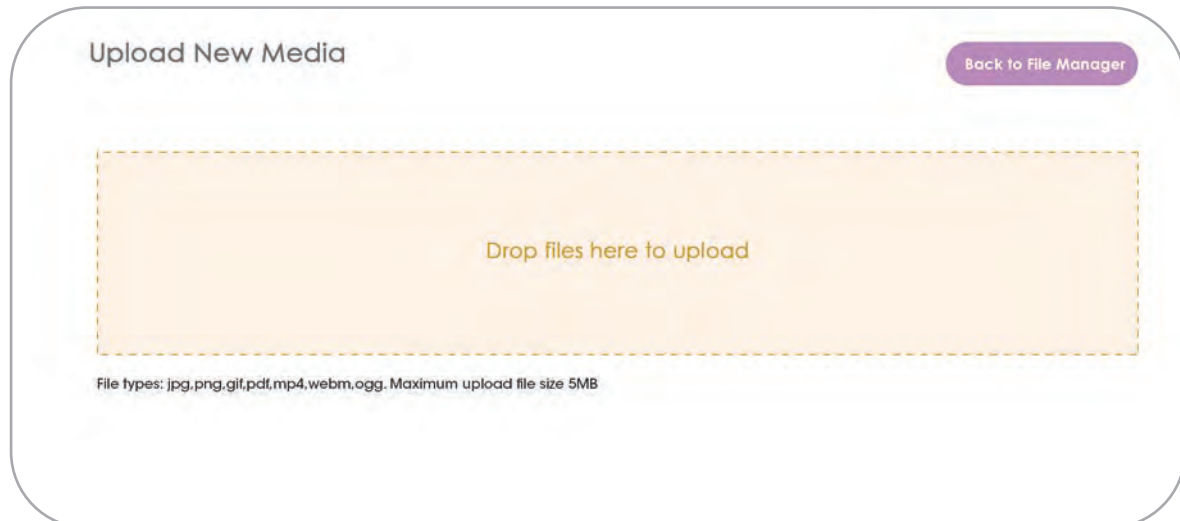 Upload New Media
Back to File Manager
Drop files here to upload
File types: jpg,png,gif,pdf,mp4,webm,ogg. Maximum upload file size 5MB